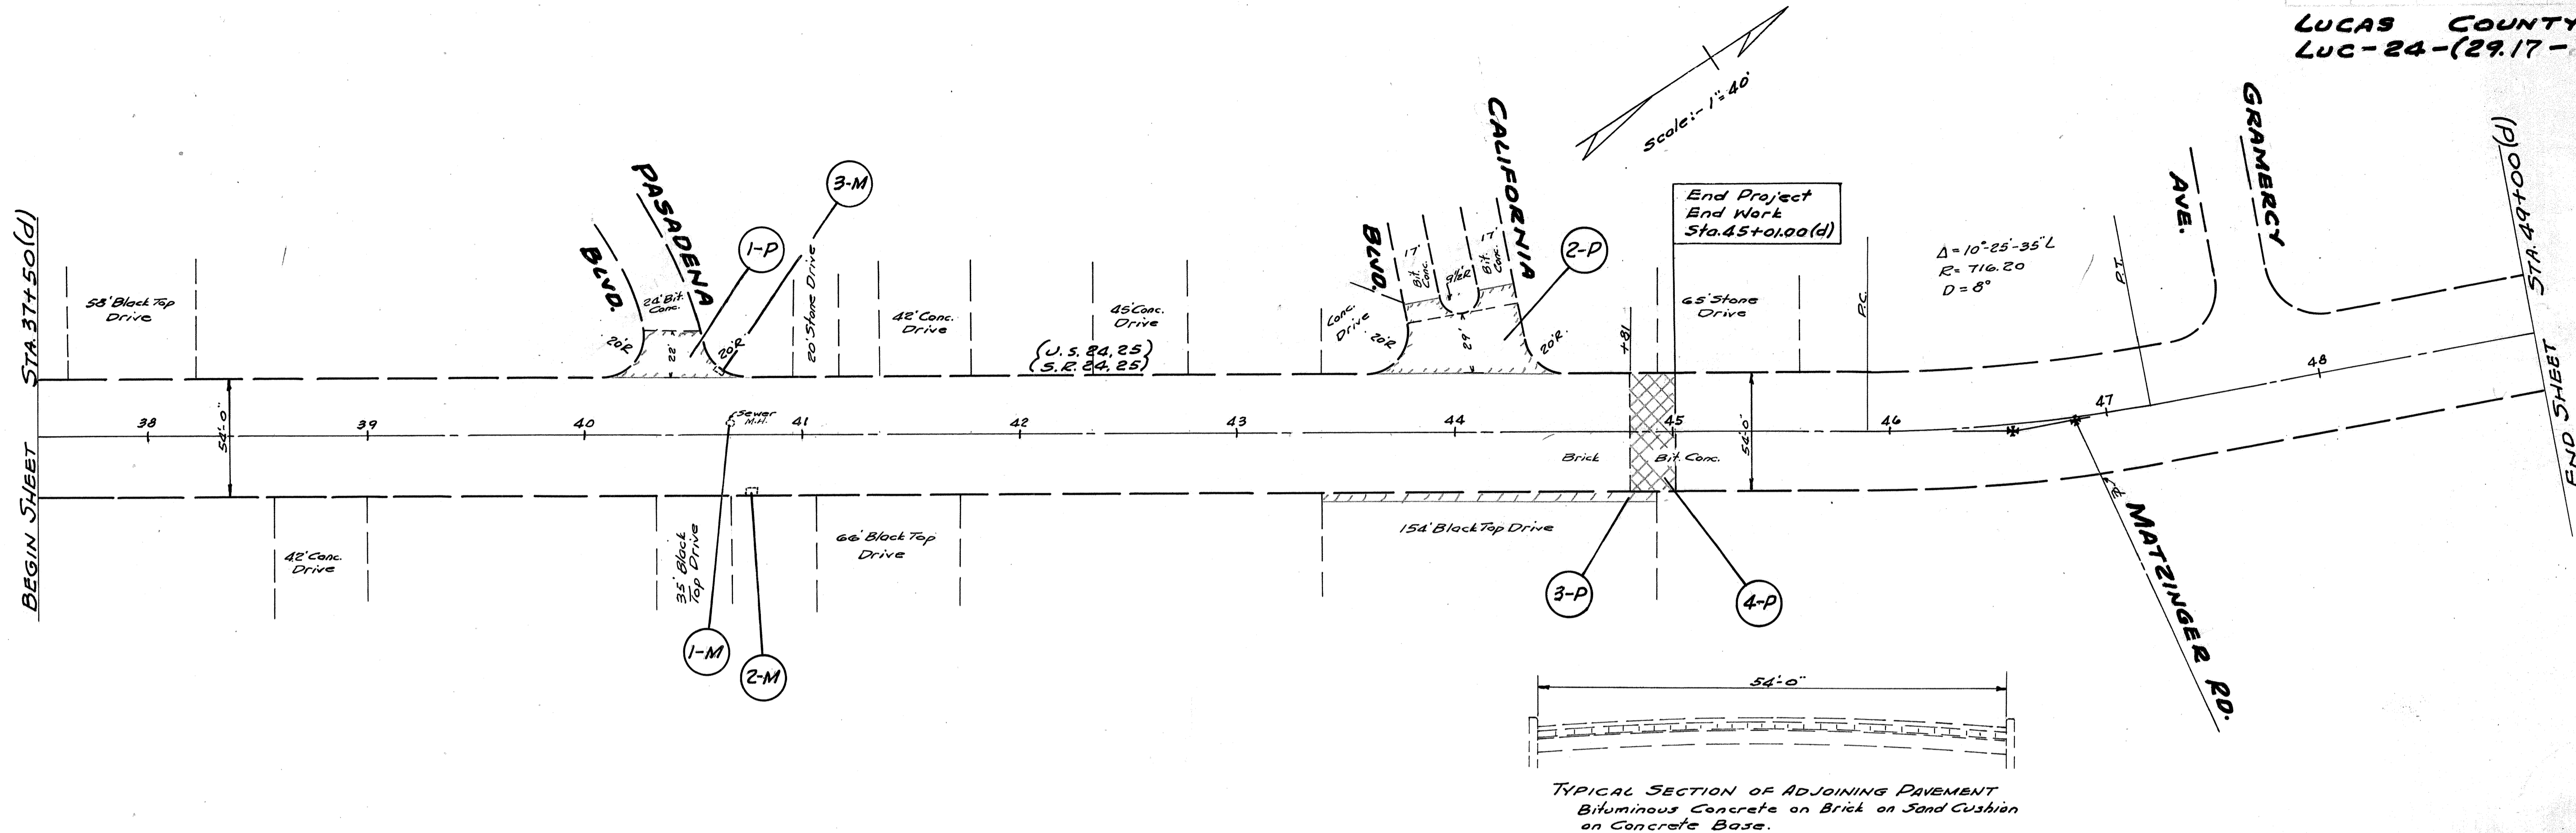 LUCAS COUNTY
LUC-24-(29.17-
Scale:- 1"=40'
BEGIN SHEET STA. 37+50(d)
58' Black Top
Drive
PASADENA
BLVD.
24' Bit.
Conc.
20'R
22'
20'R
1-P
3-M
20' Stone Drive
42' Conc.
Drive
45' Conc.
Drive
{U.S. 24, 25}
{S.R. 24, 25}
Conc.
Drive
20'R
BLVD.
CALIFORNIA
17'
Bit.
Conc.
9½'R
17'
Bit.
Conc.
29'
20'R.
2-P
+81
End Project
End Work
Sta. 45+01.00(d)
65' Stone
Drive
P.C.
Δ = 10°-25'-35" L
R = 716.20
D = 8°
P.T.
AVE.
GRAMERCY
END SHEET STA. 49+00(P)
38
54'-0"
39
40
Sewer
M.H.
41
42
43
44
45
54'-0"
46
47
48
Brick
Bit. Conc.
42' Conc.
Drive
35' Black
Top Drive
66' Black Top
Drive
154' Black Top Drive
1-M
2-M
3-P
4-P
MATZINGER RD.
54'-0"
TYPICAL SECTION OF ADJOINING PAVEMENT
Bituminous Concrete on Brick on Sand Cushion
on Concrete Base.